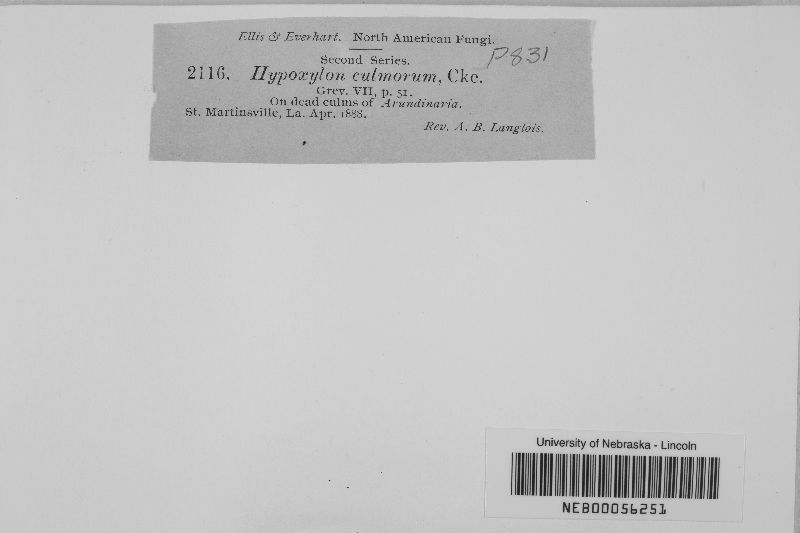 Ellis & Everhart. North American Fungi.
P831
Second Series.
2116. Hypoxylon culmorum, Cke.
Grev. VII, p. 51.
On dead culms of Arundinaria.
St. Martinsville, La. Apr. 1888.
Rev. A. B. Langlois.
University of Nebraska - Lincoln
NEB00056251